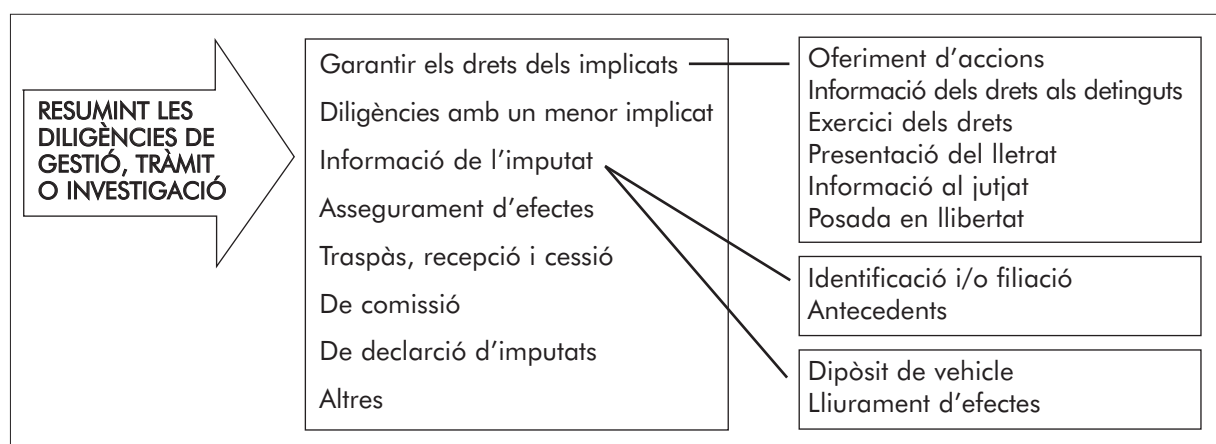 RESUMINT LES
DILIGÈNCIES DE
GESTIÓ, TRÀMIT
O INVESTIGACIÓ
Garantir els drets dels implicats
Diligències amb un menor implicat
Informació de l'imputat
Assegurament d'efectes
Traspàs, recepció i cessió
De comissió
De declarció d'imputats
Altres
Oferiment d'accions
Informació dels drets als detinguts
Exercici dels drets
Presentació del lletrat
Informació al jutjat
Posada en llibertat
Identificació i/o filiació
Antecedents
Dipòsit de vehicle
Lliurament d'efectes